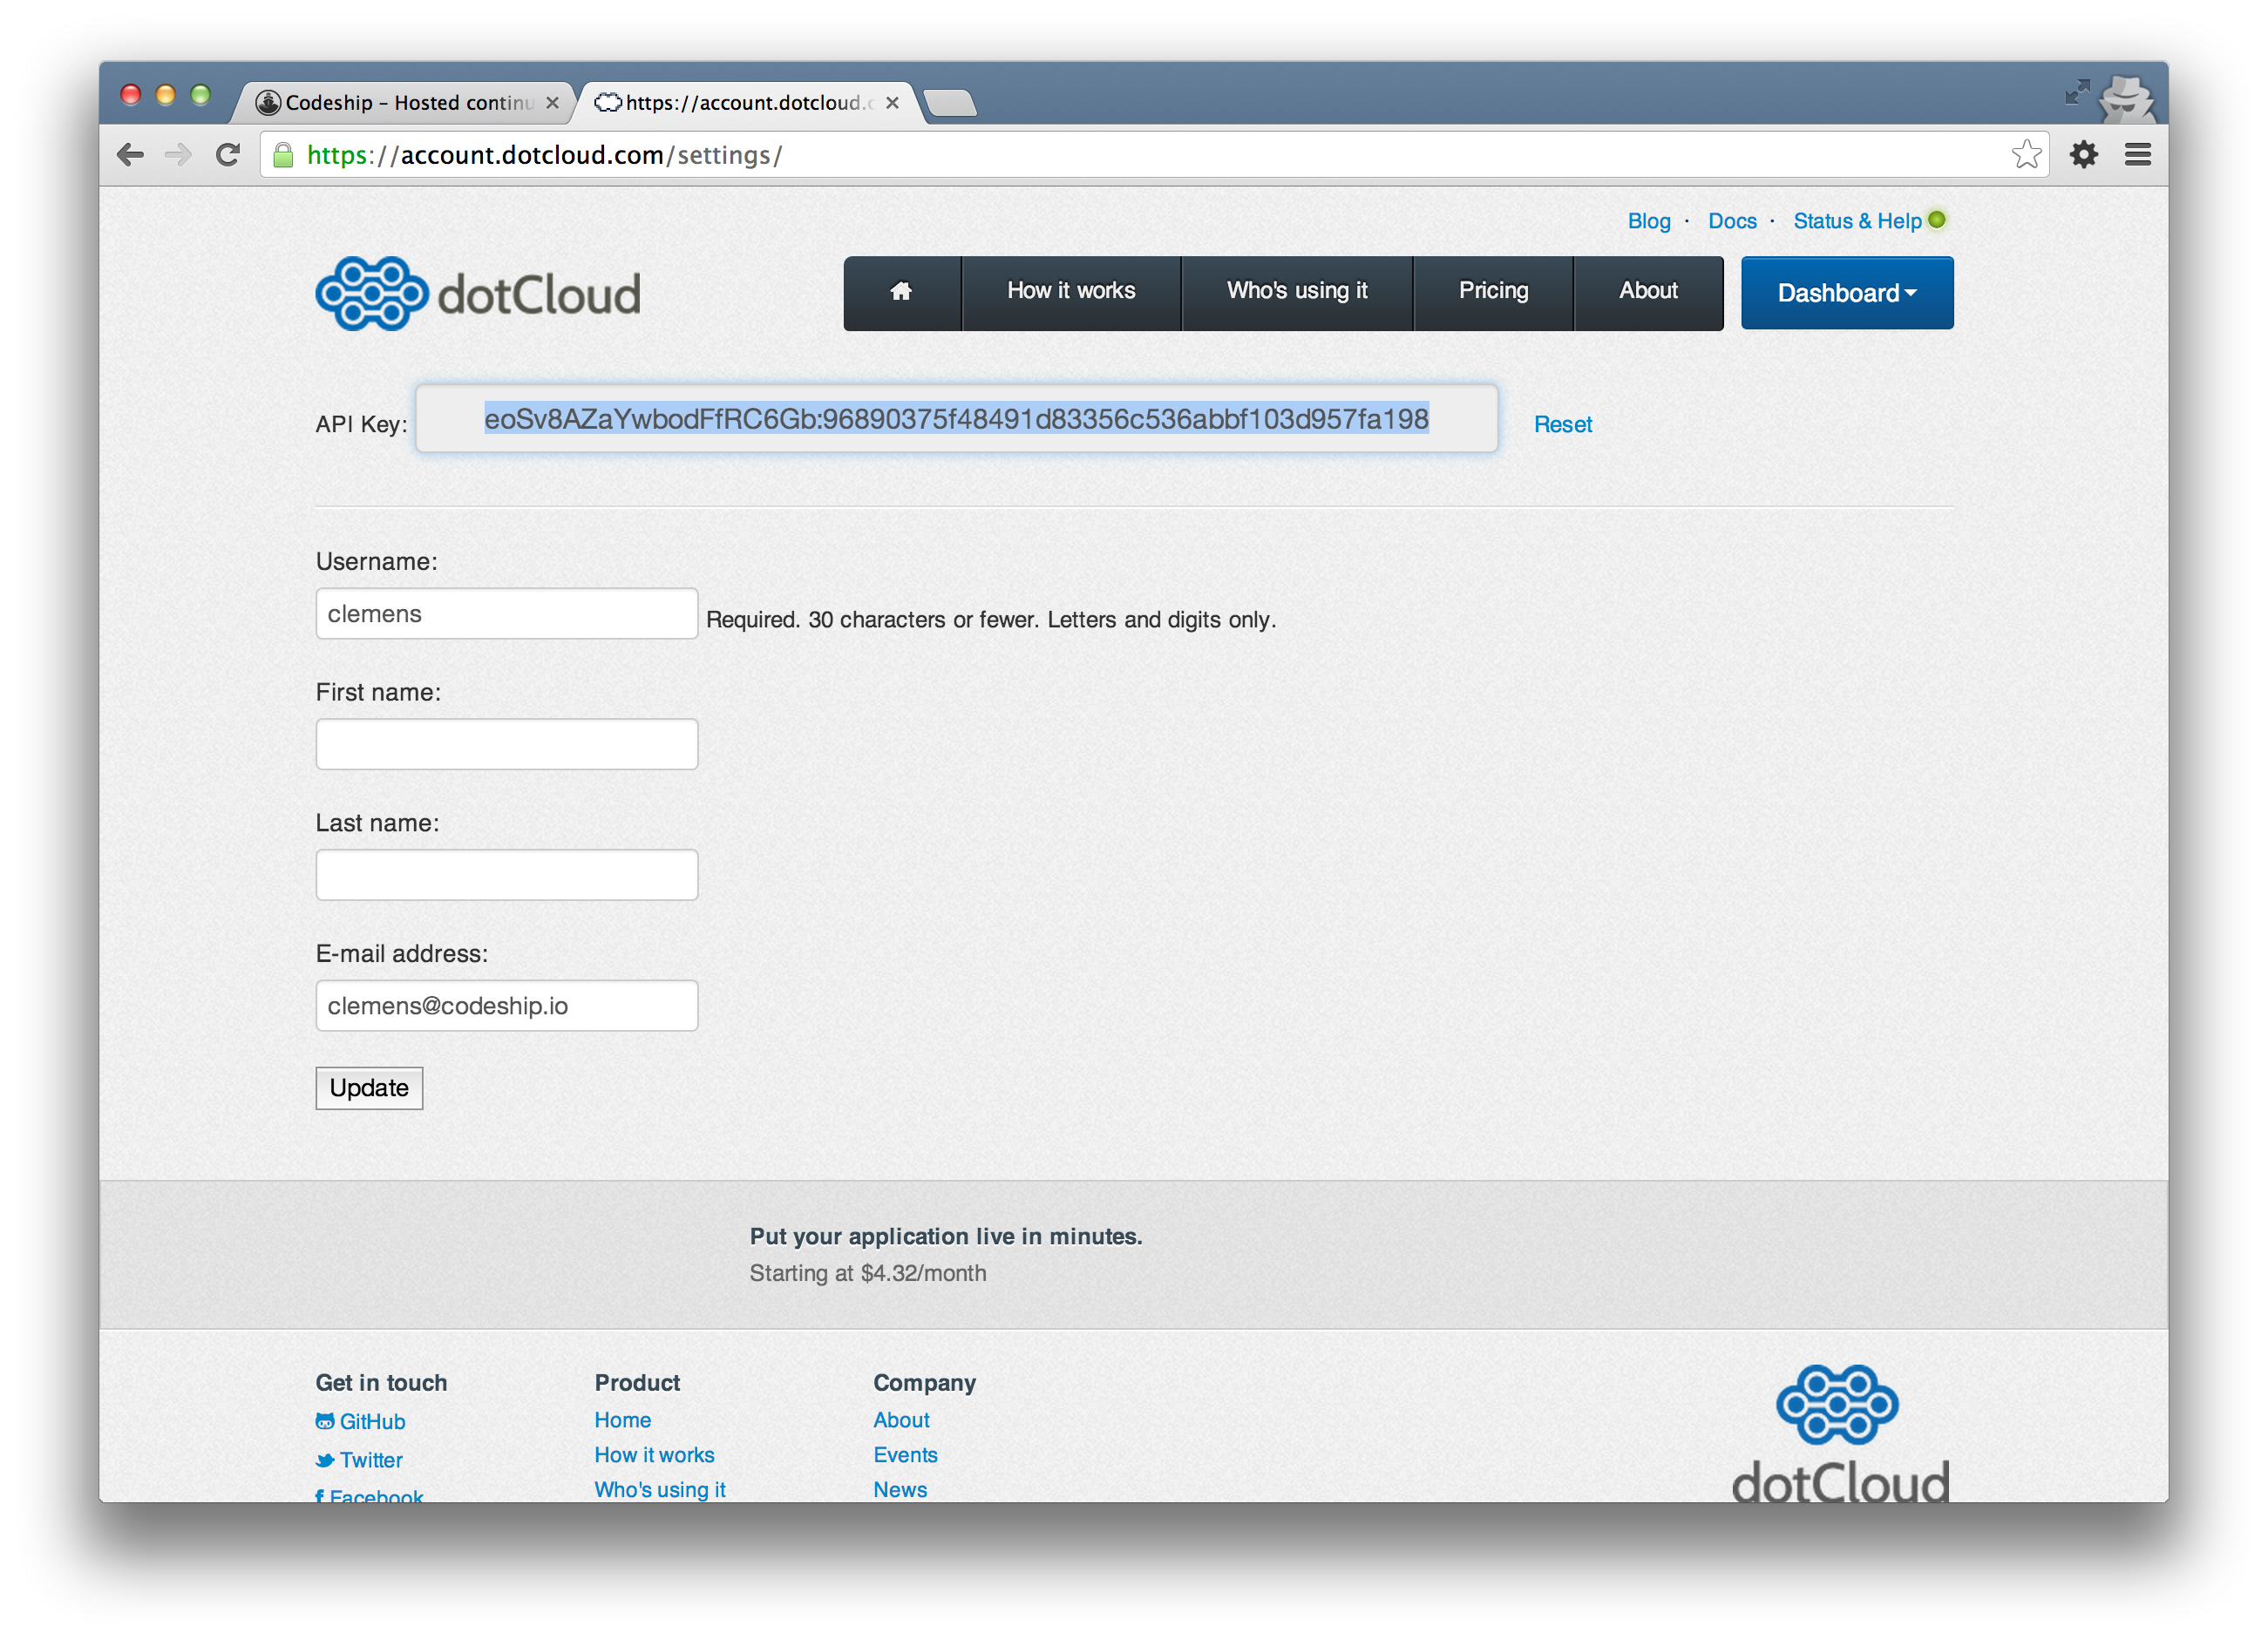 Codeship – Hosted continu
https://account.dotcloud.c
https://account.dotcloud.com/settings/
Blog · Docs · Status & Help
dotCloud
How it works
Who's using it
Pricing
About
Dashboard
API Key: eoSv8AZaYwbodFfRC6Gb:96890375f48491d83356c536abbf103d957fa198 Reset
Username:
clemens
Required. 30 characters or fewer. Letters and digits only.
First name:
Last name:
E-mail address:
clemens@codeship.io
Update
Put your application live in minutes.
Starting at $4.32/month
Get in touch
GitHub
Twitter
Facebook
Product
Home
How it works
Who's using it
Company
About
Events
News
dotCloud